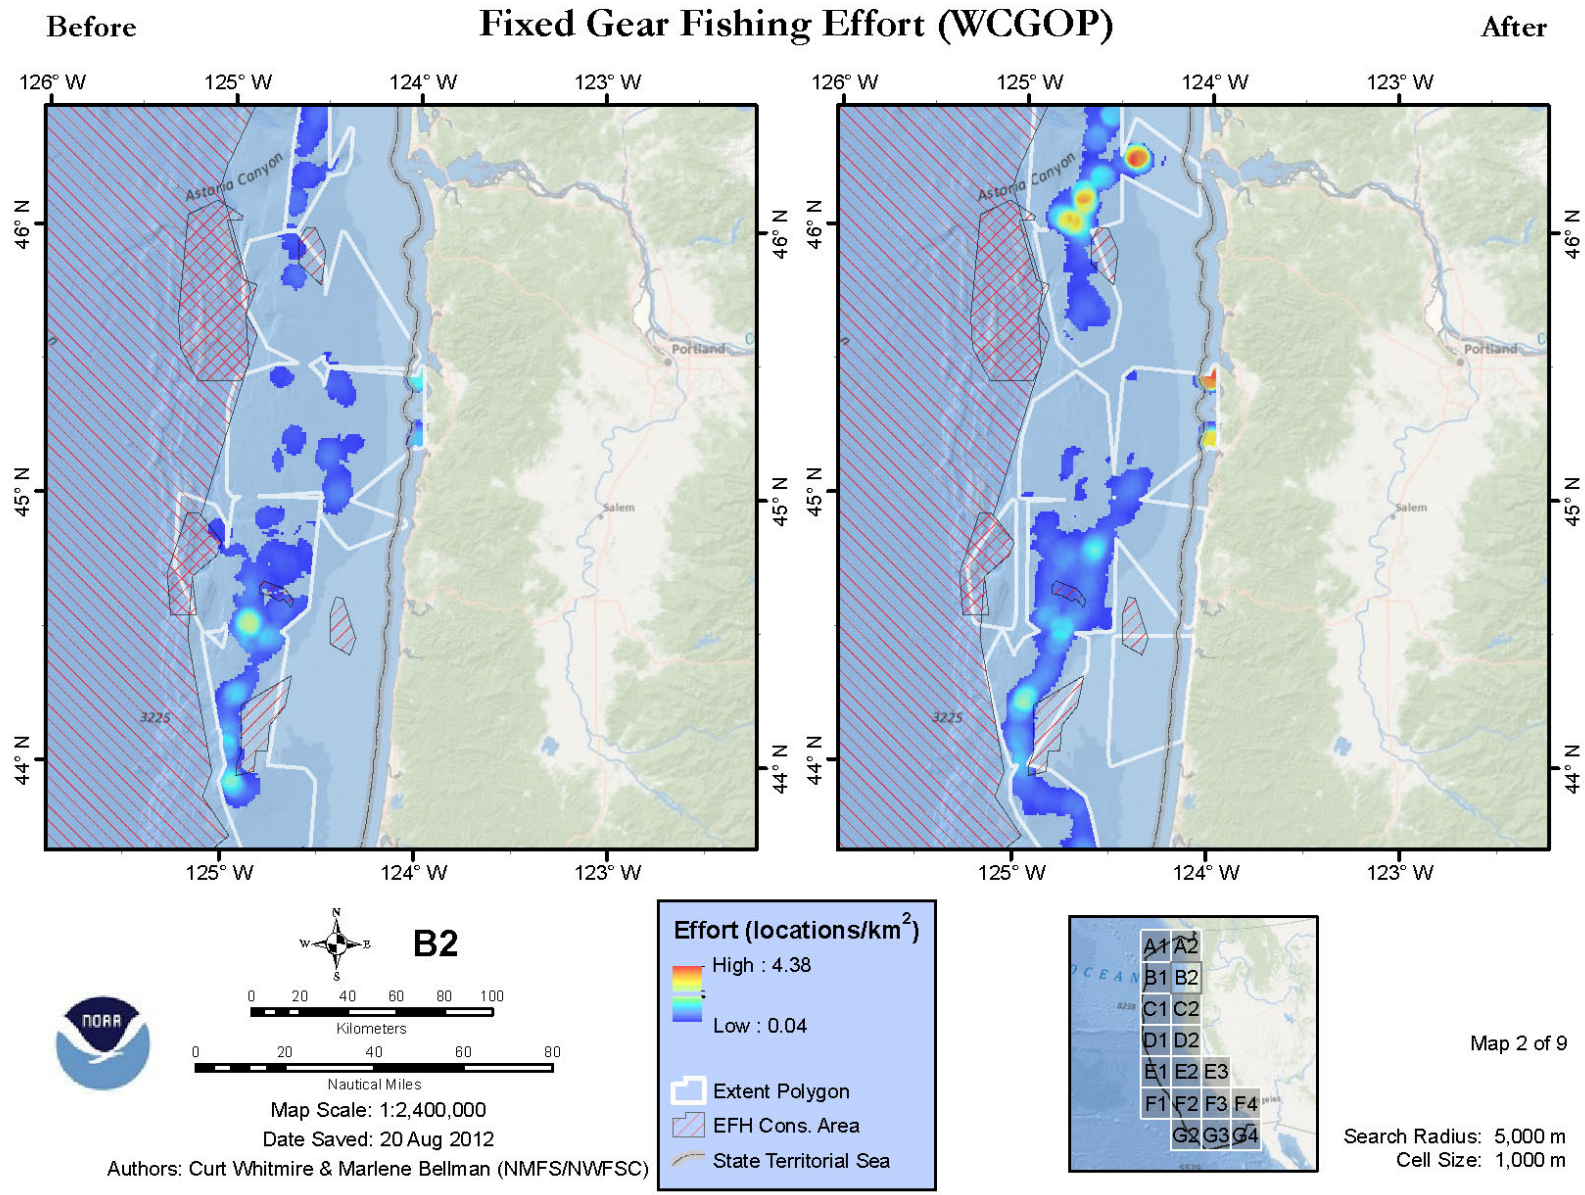 Before
Fixed Gear Fishing Effort (WCGOP)
After
126° W 125° W 124° W 123° W
126° W 125° W 124° W 123° W
46° N
45° N
44° N
Astoria Canyon
Portland
Salem
3225
46° N
45° N
44° N
46° N
45° N
44° N
Astoria Canyon
Portland
Salem
3225
46° N
45° N
44° N
125° W 124° W 123° W
125° W 124° W 123° W
N
W E
S
B2
NOAA
0 20 40 60 80 100
Kilometers
0 20 40 60 80
Nautical Miles
Map Scale: 1:2,400,000
Date Saved: 20 Aug 2012
Authors: Curt Whitmire & Marlene Bellman (NMFS/NWFSC)
Effort (locations/km²)
High : 4.38
Low : 0.04
Extent Polygon
EFH Cons. Area
State Territorial Sea
OCEAN
A1 A2
B1 B2
C1 C2
D1 D2
E1 E2 E3
F1 F2 F3 F4
G2 G3 G4
Map 2 of 9
Search Radius: 5,000 m
Cell Size: 1,000 m